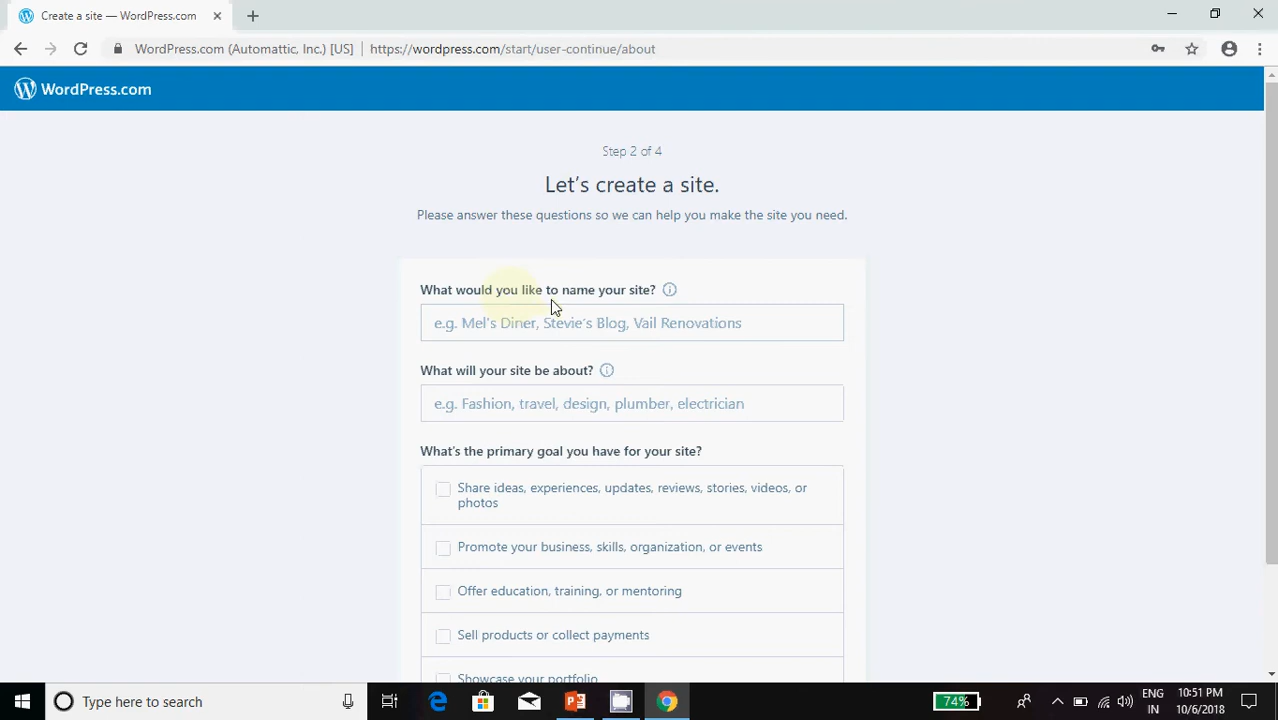 Create a site — WordPress.com
WordPress.com (Automattic, Inc.) [US] https://wordpress.com/start/user-continue/about
WordPress.com
Step 2 of 4
Let's create a site.
Please answer these questions so we can help you make the site you need.
What would you like to name your site?
e.g. Mel's Diner, Stevie's Blog, Vail Renovations
What will your site be about?
e.g. Fashion, travel, design, plumber, electrician
What's the primary goal you have for your site?
Share ideas, experiences, updates, reviews, stories, videos, or
photos
Promote your business, skills, organization, or events
Offer education, training, or mentoring
Sell products or collect payments
Showcase your portfolio
Type here to search
74%
ENG
IN
10:51 PM
10/6/2018